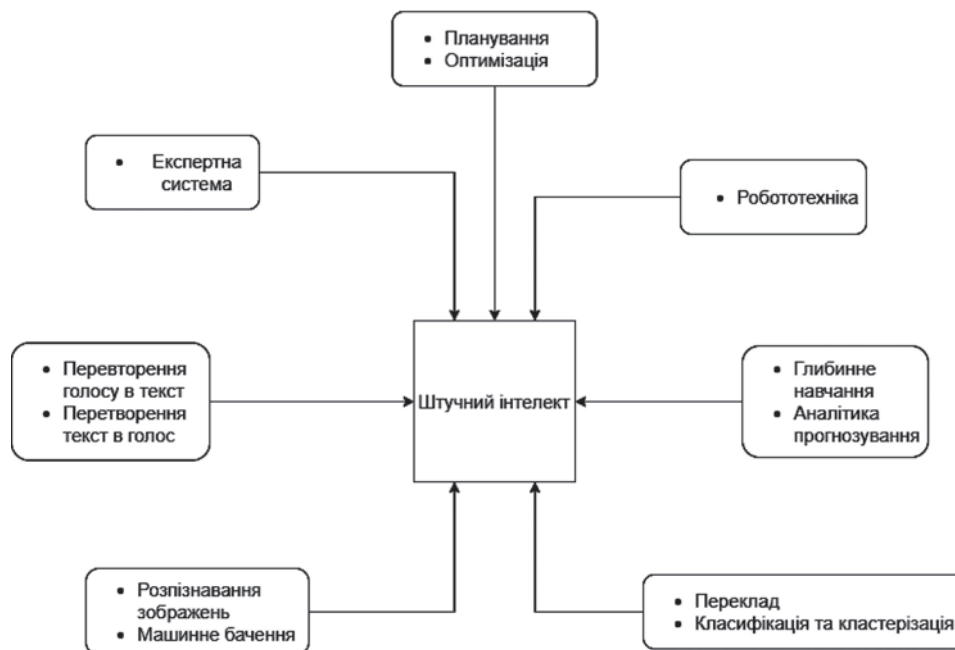 • Планування
• Оптимізація
• Експертна
система
• Робототехніка
• Перевторення
голосу в текст
• Перетворення
текст в голос
Штучний інтелект
• Глибинне
навчання
• Аналітика
прогнозування
• Розпізнавання
зображень
• Машинне бачення
• Переклад
• Класифікація та кластерізація